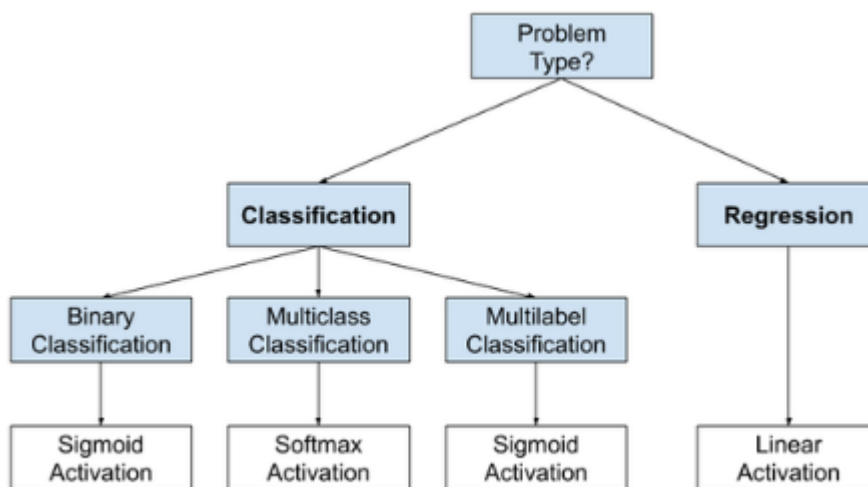 Problem
Type?
Classification
Regression
Binary
Classification
Multiclass
Classification
Multilabel
Classification
Sigmoid
Activation
Softmax
Activation
Sigmoid
Activation
Linear
Activation